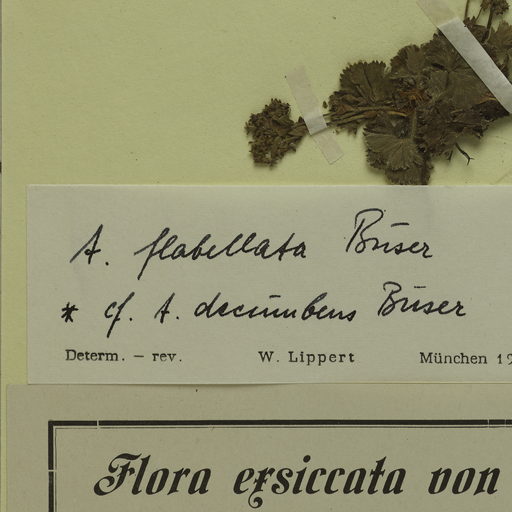 A. flabellata Buser
* cf. A. decumbens Buser
Determ. — rev. W. Lippert München 19
Flora exsiccata von